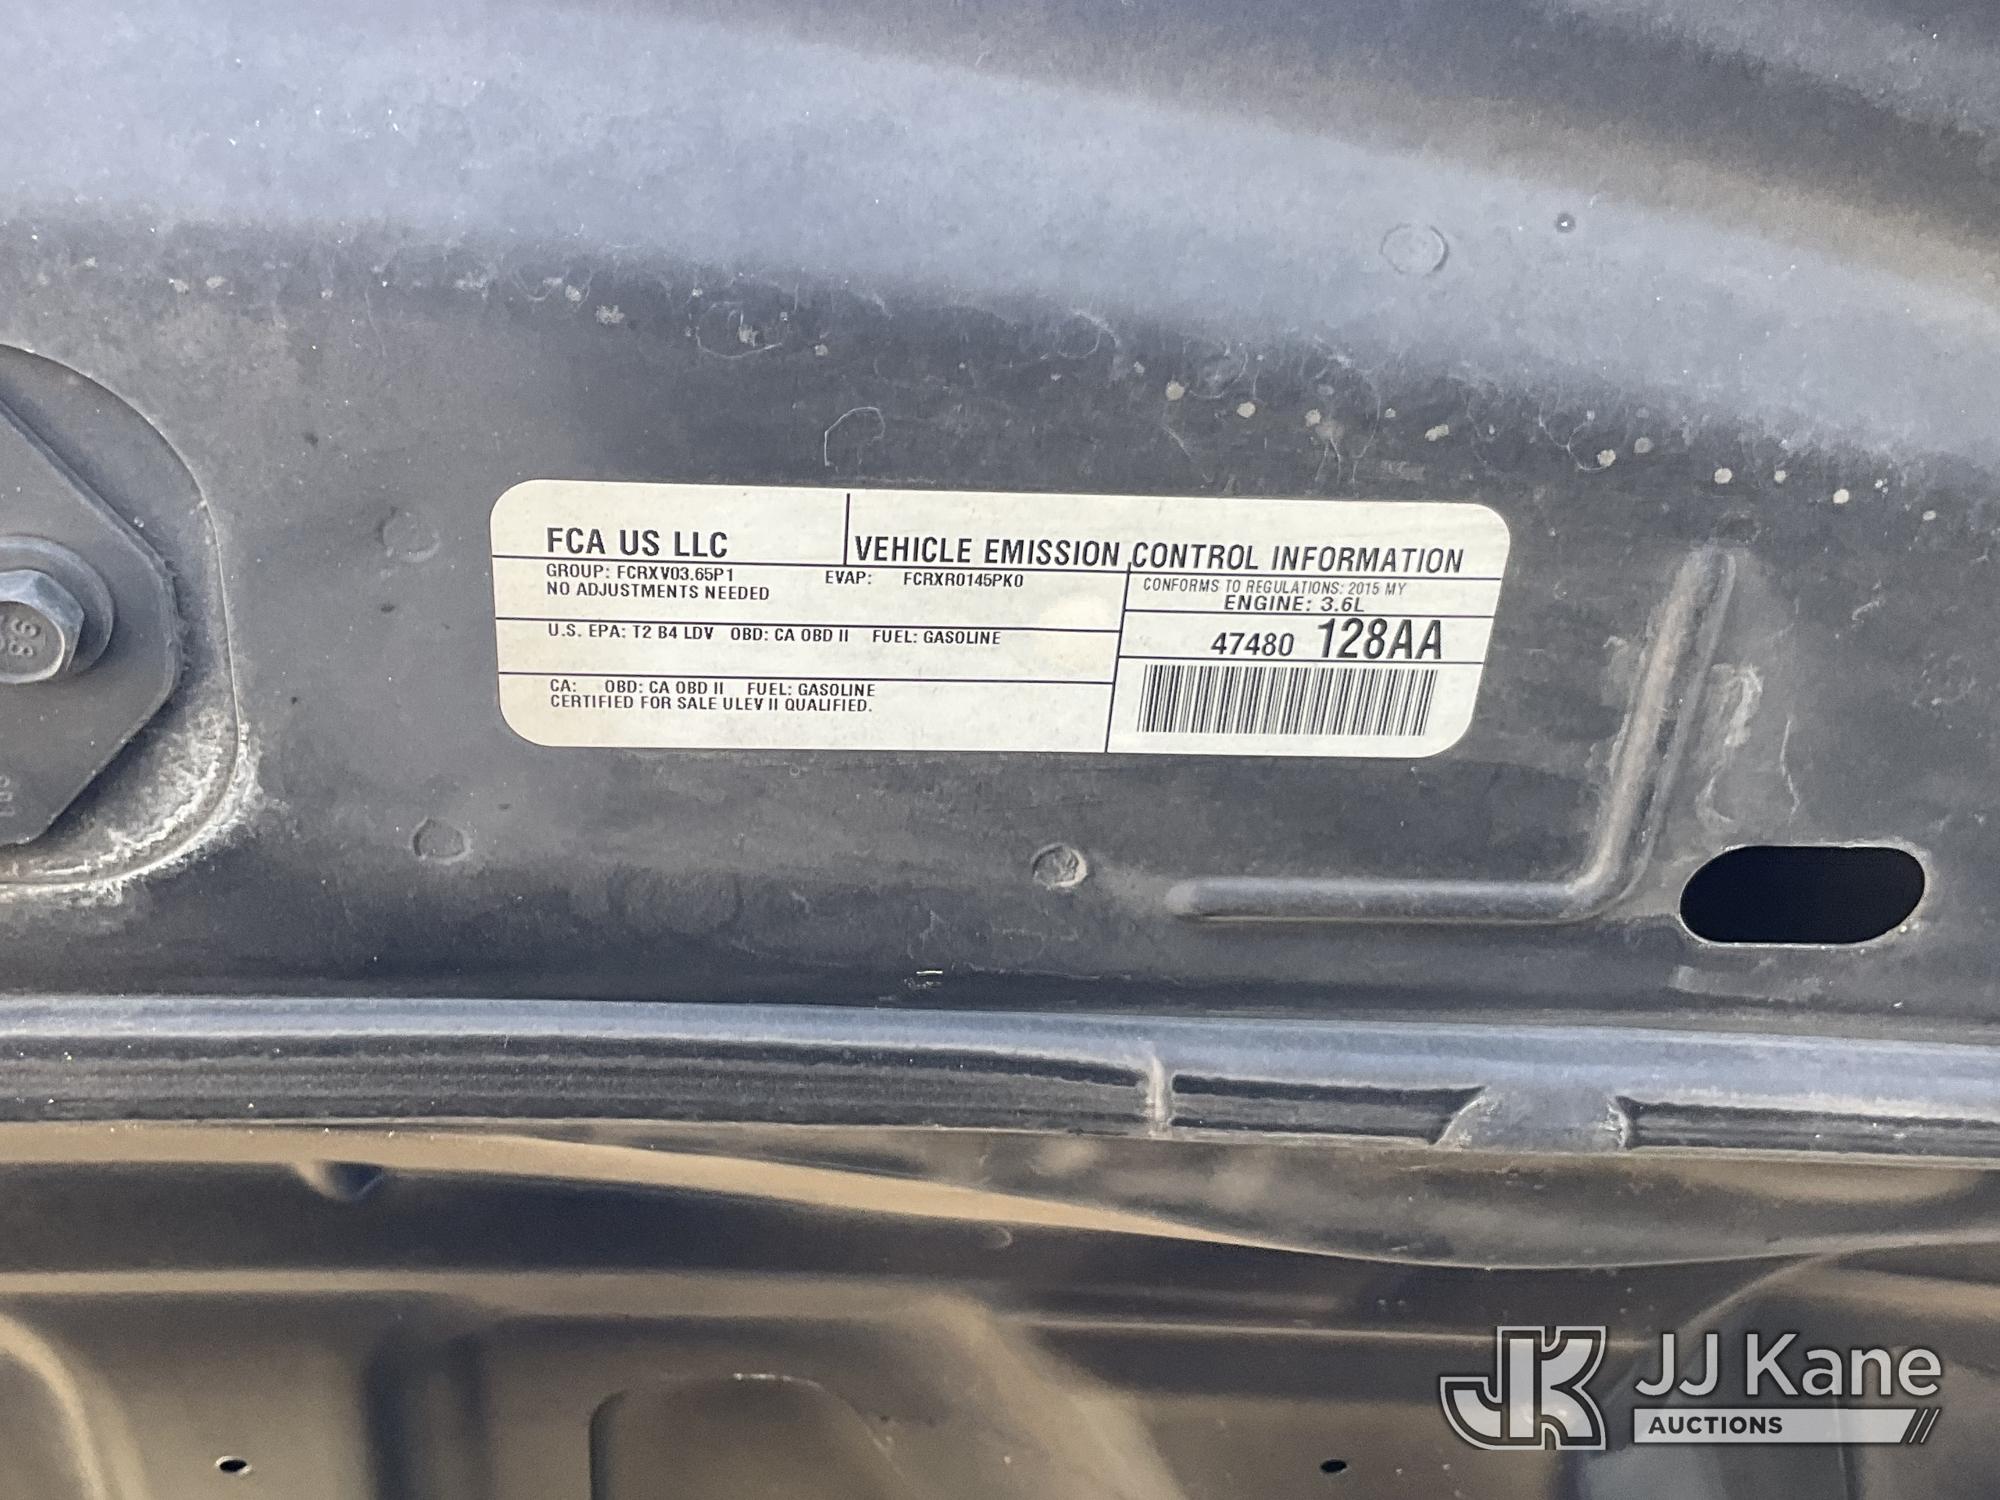 FCA US LLC
VEHICLE EMISSION CONTROL INFORMATION
GROUP: FCRXV03.65P1 EVAP: FCRXR0145PK0
NO ADJUSTMENTS NEEDED
CONFORMS TO REGULATIONS: 2015 MY
ENGINE: 3.6L
U.S. EPA: T2 B4 LDV OBD: CA OBD II FUEL: GASOLINE
47480 128AA
CA: OBD: CA OBD II FUEL: GASOLINE
CERTIFIED FOR SALE ULEV II QUALIFIED.
JK
JJ Kane
AUCTIONS